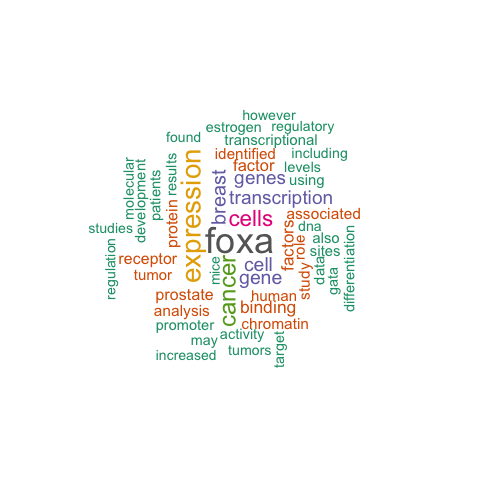 however
estrogen regulatory
found transcriptional
identified including
factor levels
genes using
breast transcription
expression
results
patients
development
molecular
protein
cells associated
studies
foxa
factors
role
dna
also
sites
receptor
regulation
mice
cell
tumor
gene
study
data
gata
differentiation
cancer
prostate human
analysis binding
promoter chromatin
may activity
increased tumors
target